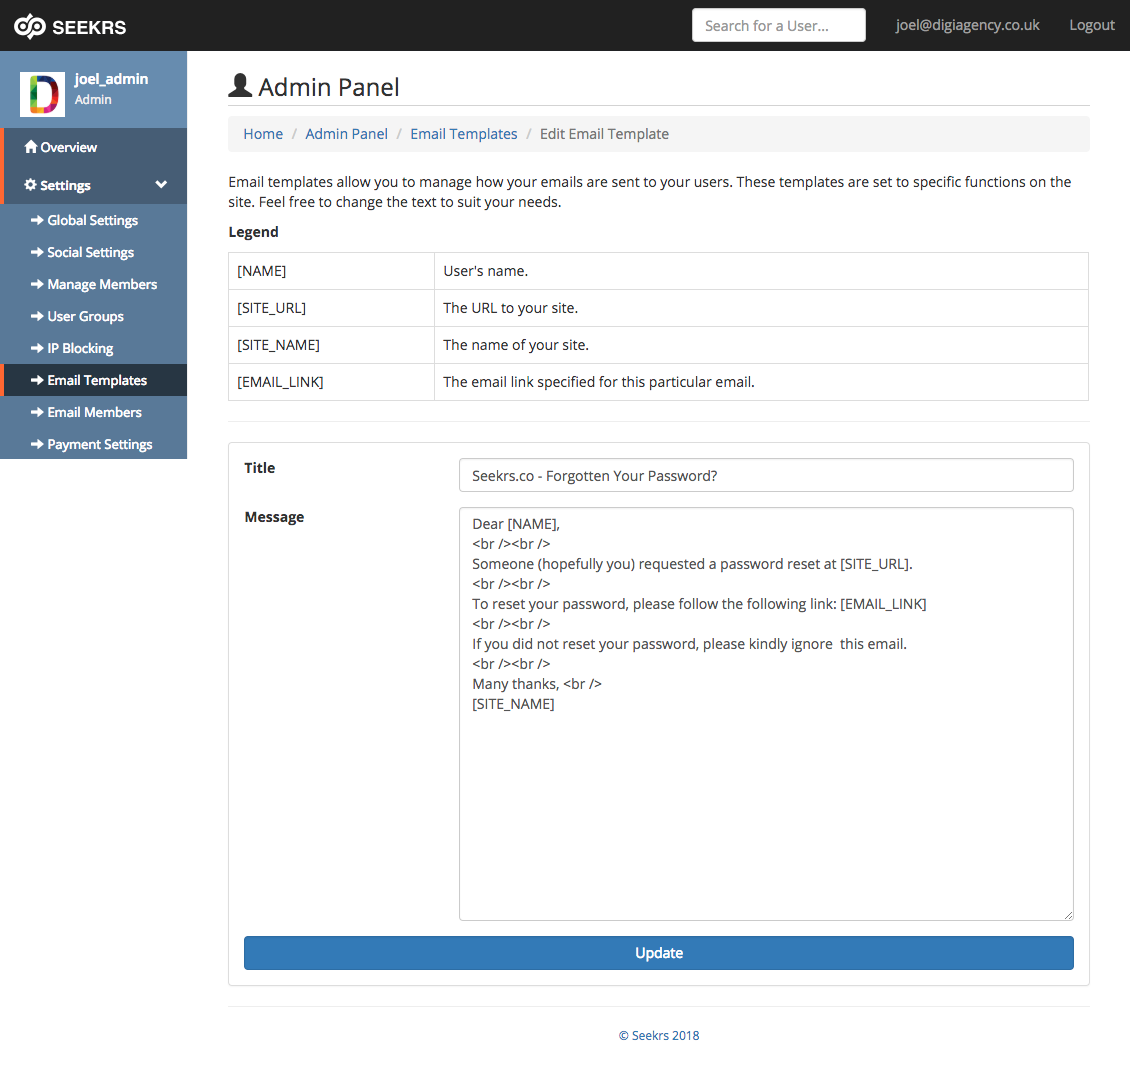 SEEKRS
Search for a User...
joel@digiagency.co.uk
Logout
joel_admin
Admin
Overview
Settings
Global Settings
Social Settings
Manage Members
User Groups
IP Blocking
Email Templates
Email Members
Payment Settings
Admin Panel
Home / Admin Panel / Email Templates / Edit Email Template
Email templates allow you to manage how your emails are sent to your users. These templates are set to specific functions on the
site. Feel free to change the text to suit your needs.
Legend
[NAME] User's name.
[SITE_URL] The URL to your site.
[SITE_NAME] The name of your site.
[EMAIL_LINK] The email link specified for this particular email.
Title
Seekrs.co - Forgotten Your Password?
Message
Dear [NAME],
<br /><br />
Someone (hopefully you) requested a password reset at [SITE_URL].
<br /><br />
To reset your password, please follow the following link: [EMAIL_LINK]
<br /><br />
If you did not reset your password, please kindly ignore  this email.
<br /><br />
Many thanks, <br />
[SITE_NAME]
Update
© Seekrs 2018